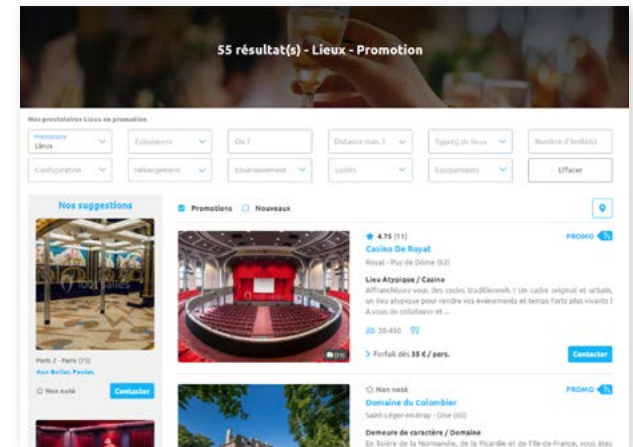 55 résultat(s) - Lieux - Promotion
Nos prestataires Lieux en promotion
Prestations
Lieux
Événement
Où ?
Distance max. ?
Type(s) de lieux
Nombre d'invité(s)
Configuration
Hébergement
Environnement
Loisirs
Equipements
Effacer
Nos suggestions
Paris 2 - Paris (75)
Aux Belles Poules
Non noté
Contacter
Promotions
Nouveaux
4.75 (11)
PROMO
Casino De Royat
Royat - Puy de Dôme (63)
Lieu Atypique / Casino
Affranchissez vous des codes traditionnels ! Un cadre original et urbain,
un lieu atypique pour rendre vos événements et temps forts plus vivants !
A vous de collaborer et ...
30-450
Forfait dès 35 € / pers.
Contacter
Non noté
PROMO
Domaine du Colombier
Saint-Léger-en-Bray - Oise (60)
Demeure de caractère / Domaine
En lisière de la Normandie, de la Picardie et de l'Ile-de-France, vous êtes